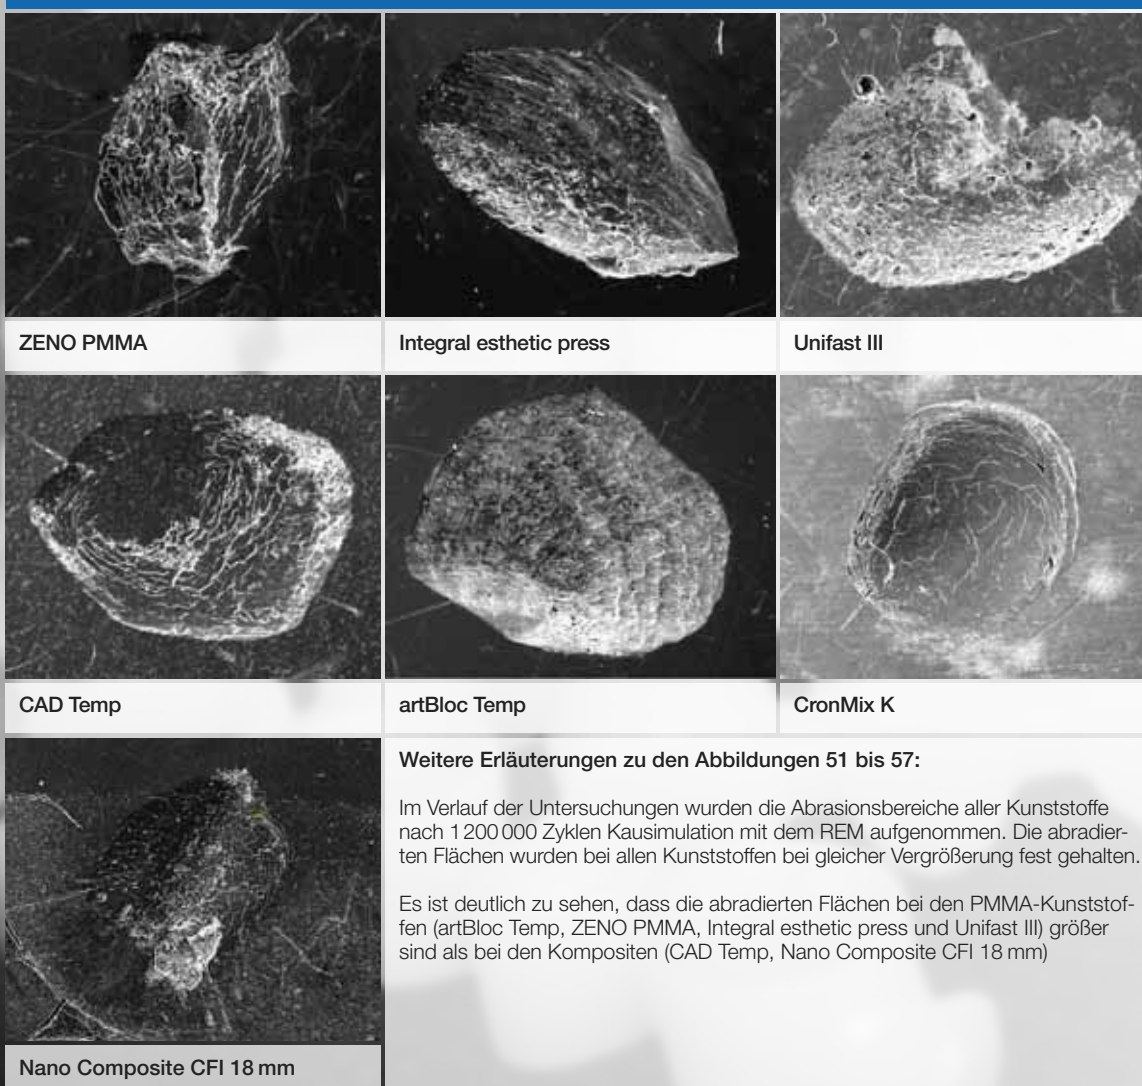 ZENO PMMA
Integral esthetic press
Unifast III
CAD Temp
artBloc Temp
CronMix K
Nano Composite CFI 18 mm
Weitere Erläuterungen zu den Abbildungen 51 bis 57:
Im Verlauf der Untersuchungen wurden die Abrasionsbereiche aller Kunststoffe
nach 1 200 000 Zyklen Kausimulation mit dem REM aufgenommen. Die abradier-
ten Flächen wurden bei allen Kunststoffen bei gleicher Vergrößerung fest gehalten.
Es ist deutlich zu sehen, dass die abradierten Flächen bei den PMMA-Kunststof-
fen (artBloc Temp, ZENO PMMA, Integral esthetic press und Unifast III) größer
sind als bei den Kompositen (CAD Temp, Nano Composite CFI 18 mm)